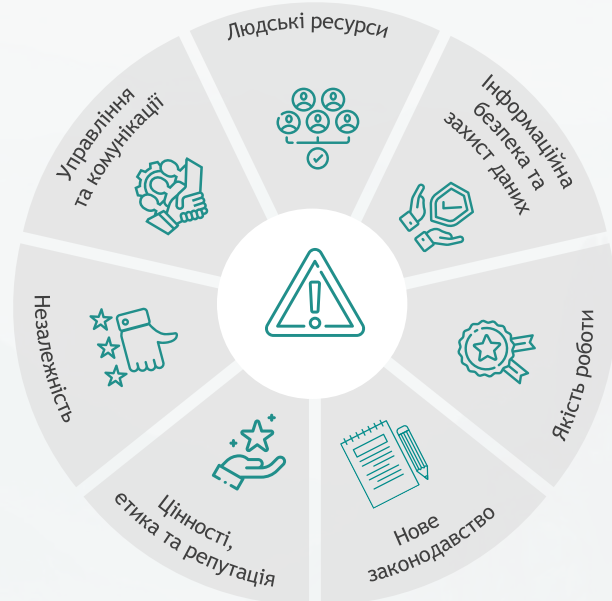 Людські ресурси
Інформаційна
безпека та
захист даних
Якість роботи
Нове
законодавство
Цінності,
етика та репутація
Незалежність
Управління
та комунікації